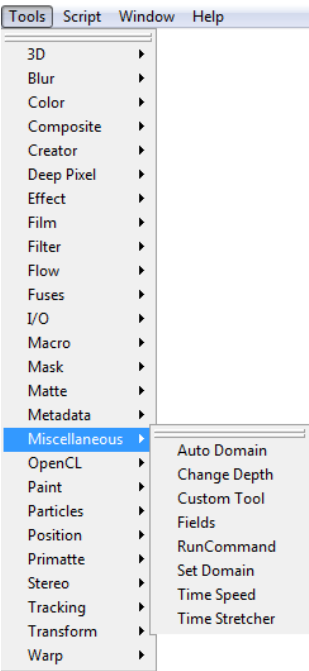 Tools Script Window Help
3D
Blur
Color
Composite
Creator
Deep Pixel
Effect
Film
Filter
Flow
Fuses
I/O
Macro
Mask
Matte
Metadata
Miscellaneous
OpenCL
Paint
Particles
Position
Primatte
Stereo
Tracking
Transform
Warp
Auto Domain
Change Depth
Custom Tool
Fields
RunCommand
Set Domain
Time Speed
Time Stretcher